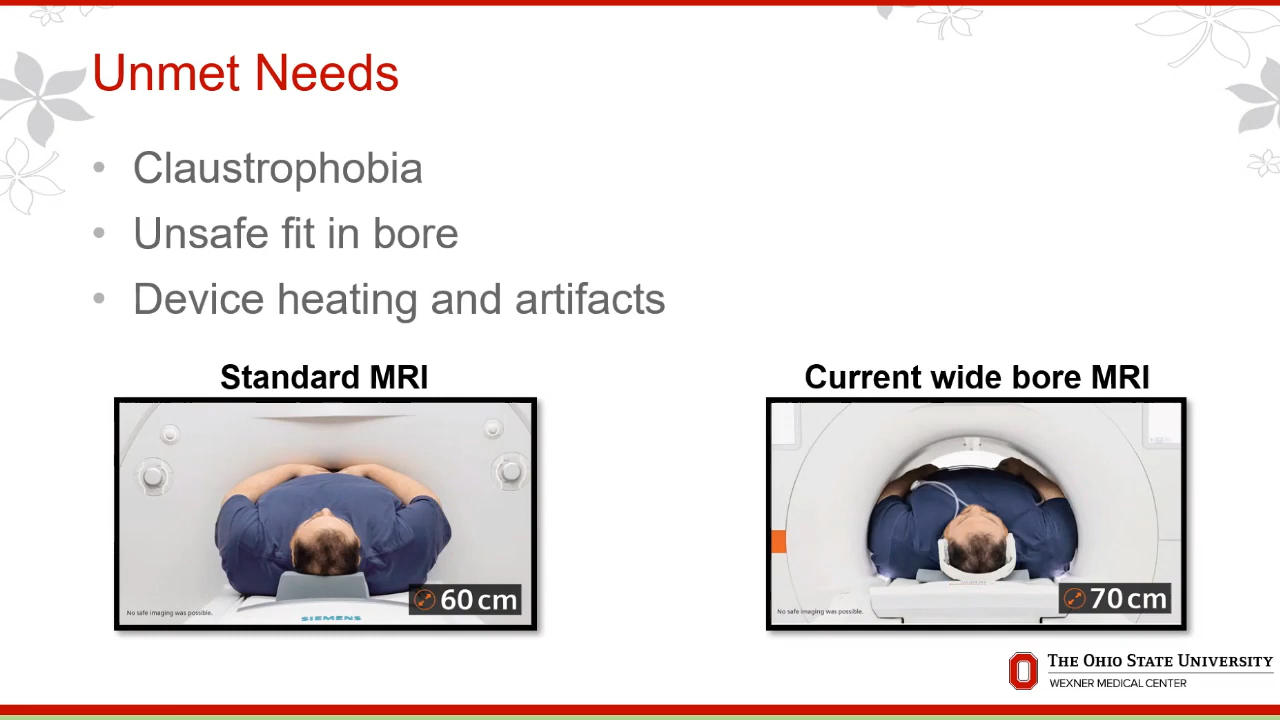 Unmet Needs
• Claustrophobia
• Unsafe fit in bore
• Device heating and artifacts
Standard MRI
Current wide bore MRI
No safe imaging was possible.
60 cm
SIEMENS
No safe imaging was possible.
70 cm
THE OHIO STATE UNIVERSITY
WEXNER MEDICAL CENTER